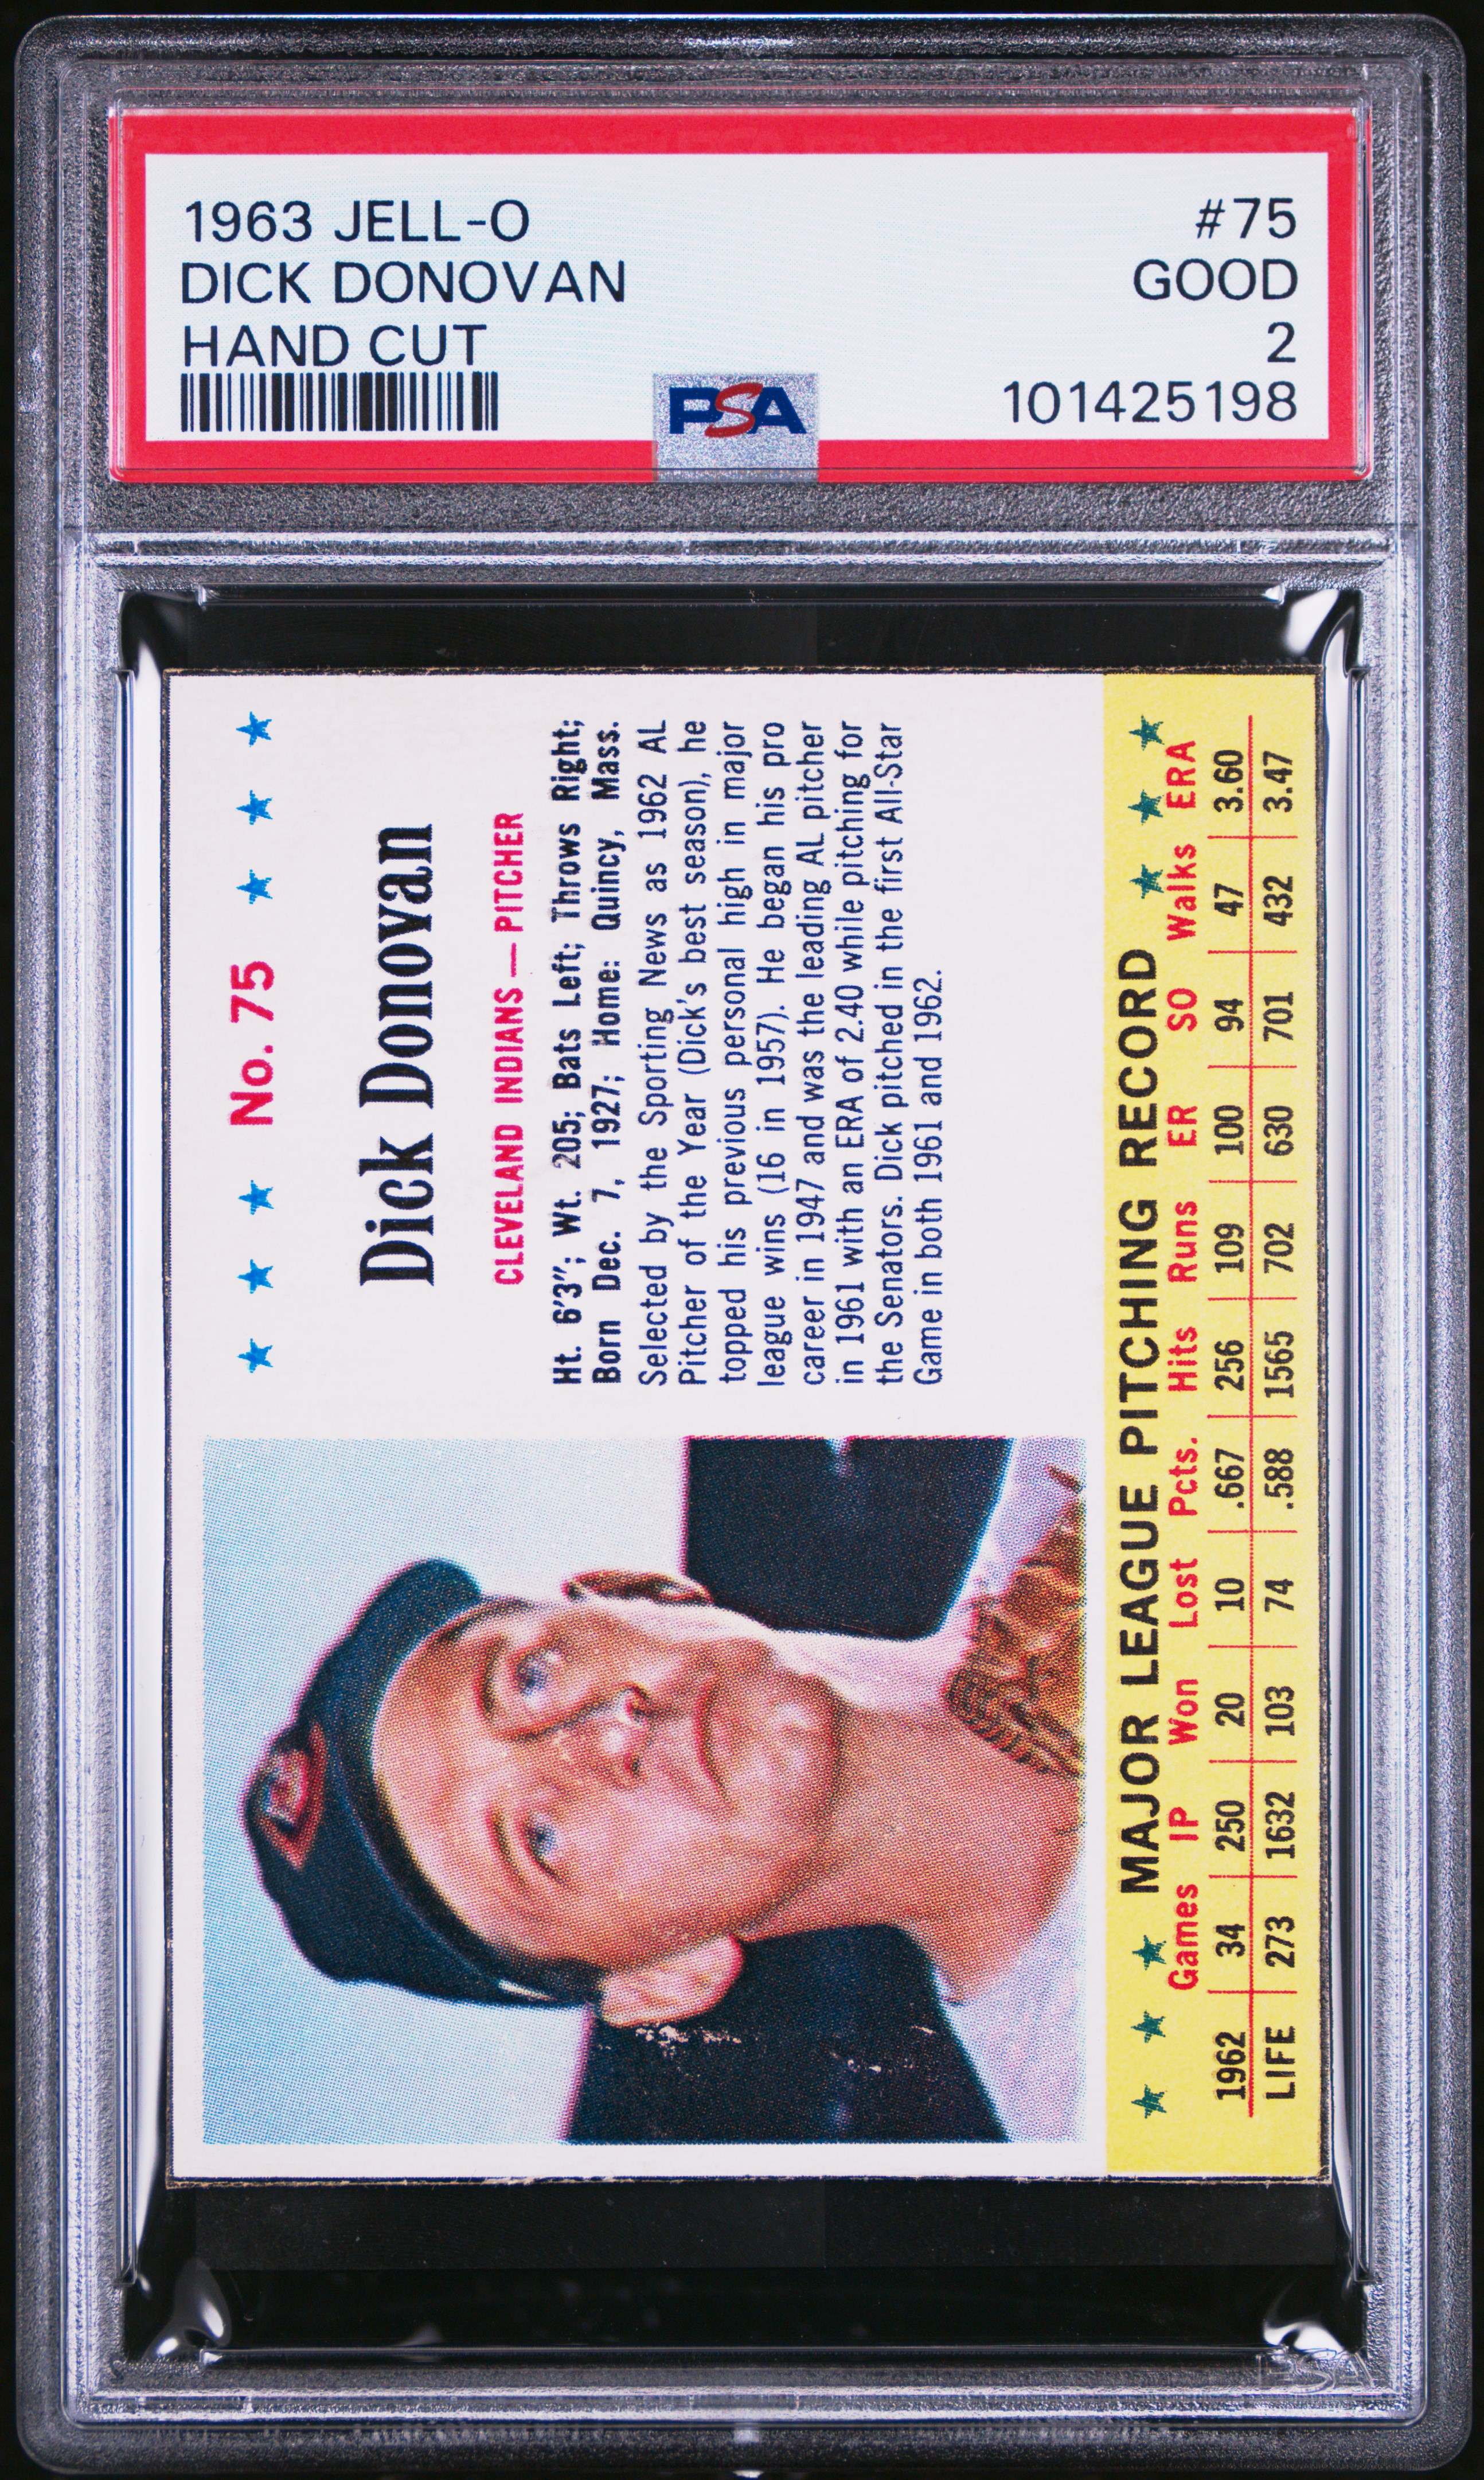 1963 JELL-O
#75
DICK DONOVAN
GOOD
HAND CUT
2
PSA
101425198
No. 75
Dick Donovan
CLEVELAND INDIANS — PITCHER
Ht. 6'3"; Wt. 205; Bats Left; Throws Right;
Born Dec. 7, 1927; Home: Quincy, Mass.
Selected by the Sporting News as 1962 AL
Pitcher of the Year (Dick's best season), he
topped his previous personal high in major
league wins (16 in 1957). He began his pro
career in 1947 and was the leading AL pitcher
in 1961 with an ERA of 2.40 while pitching for
the Senators. Dick pitched in the first All-Star
Game in both 1961 and 1962.
MAJOR LEAGUE PITCHING RECORD
Games IP Won Lost Pcts. Hits Runs ER SO Walks ERA
1962 34 250 20 10 .667 256 109 100 94 47 3.60
LIFE 273 1632 103 74 .588 1565 702 630 701 432 3.47
PSA